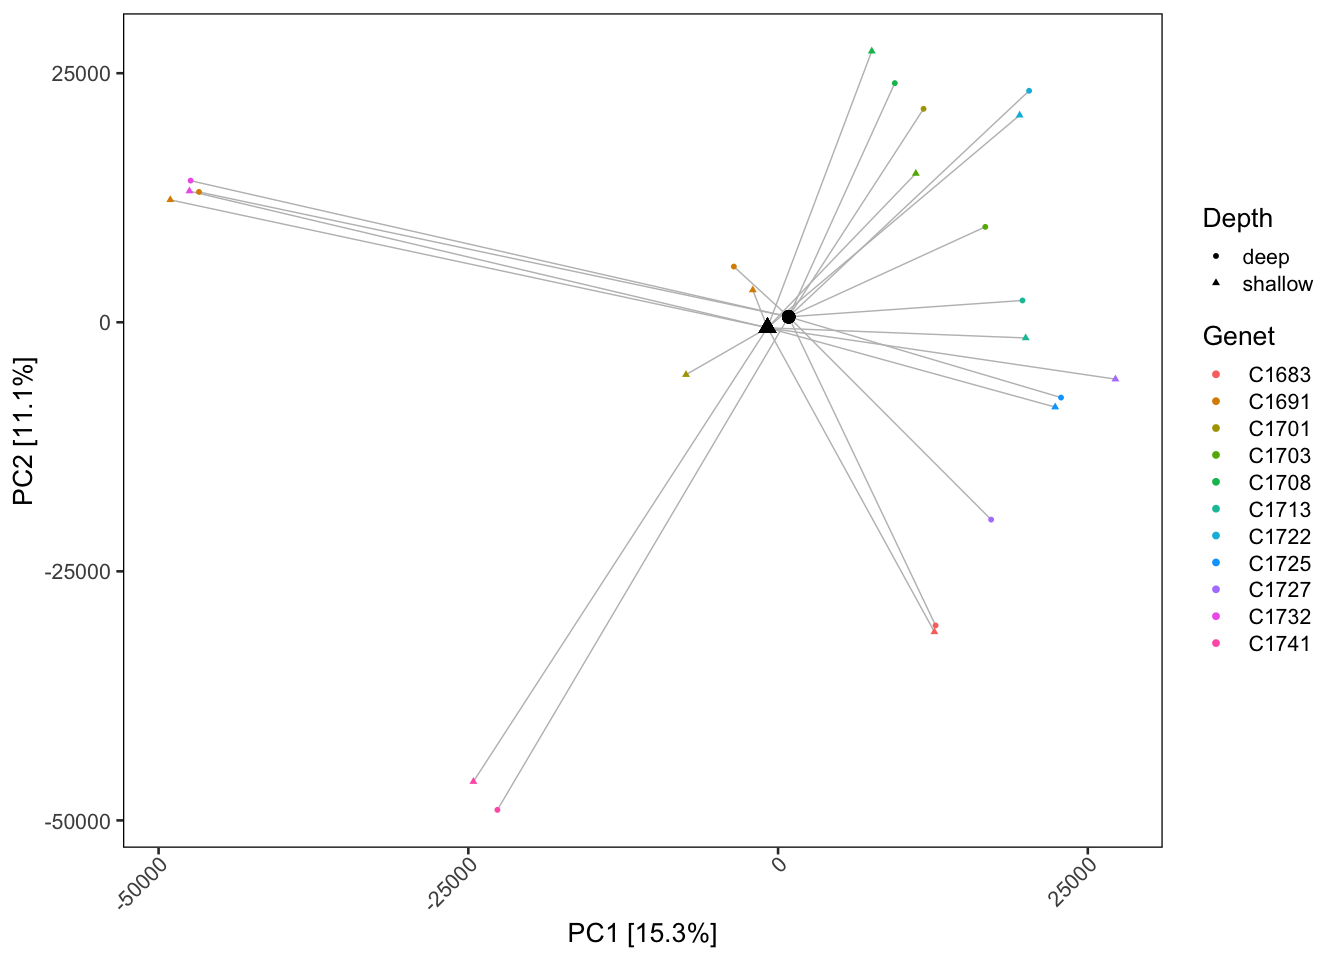 25000
0
-25000
-50000
PC2 [11.1%]
-50000
-25000
0
25000
PC1 [15.3%]
Depth
deep
shallow
Genet
C1683
C1691
C1701
C1703
C1708
C1713
C1722
C1725
C1727
C1732
C1741